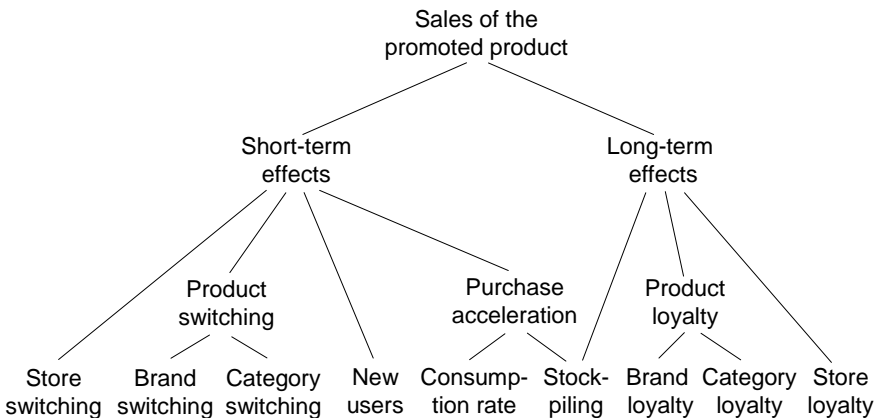 Sales of the
promoted product
Short-term
effects
Long-term
effects
Product
switching
Purchase
acceleration
Product
loyalty
Store
switching
Brand
switching
Category
switching
New
users
Consump-
tion rate
Stock-
piling
Brand
loyalty
Category
loyalty
Store
loyalty